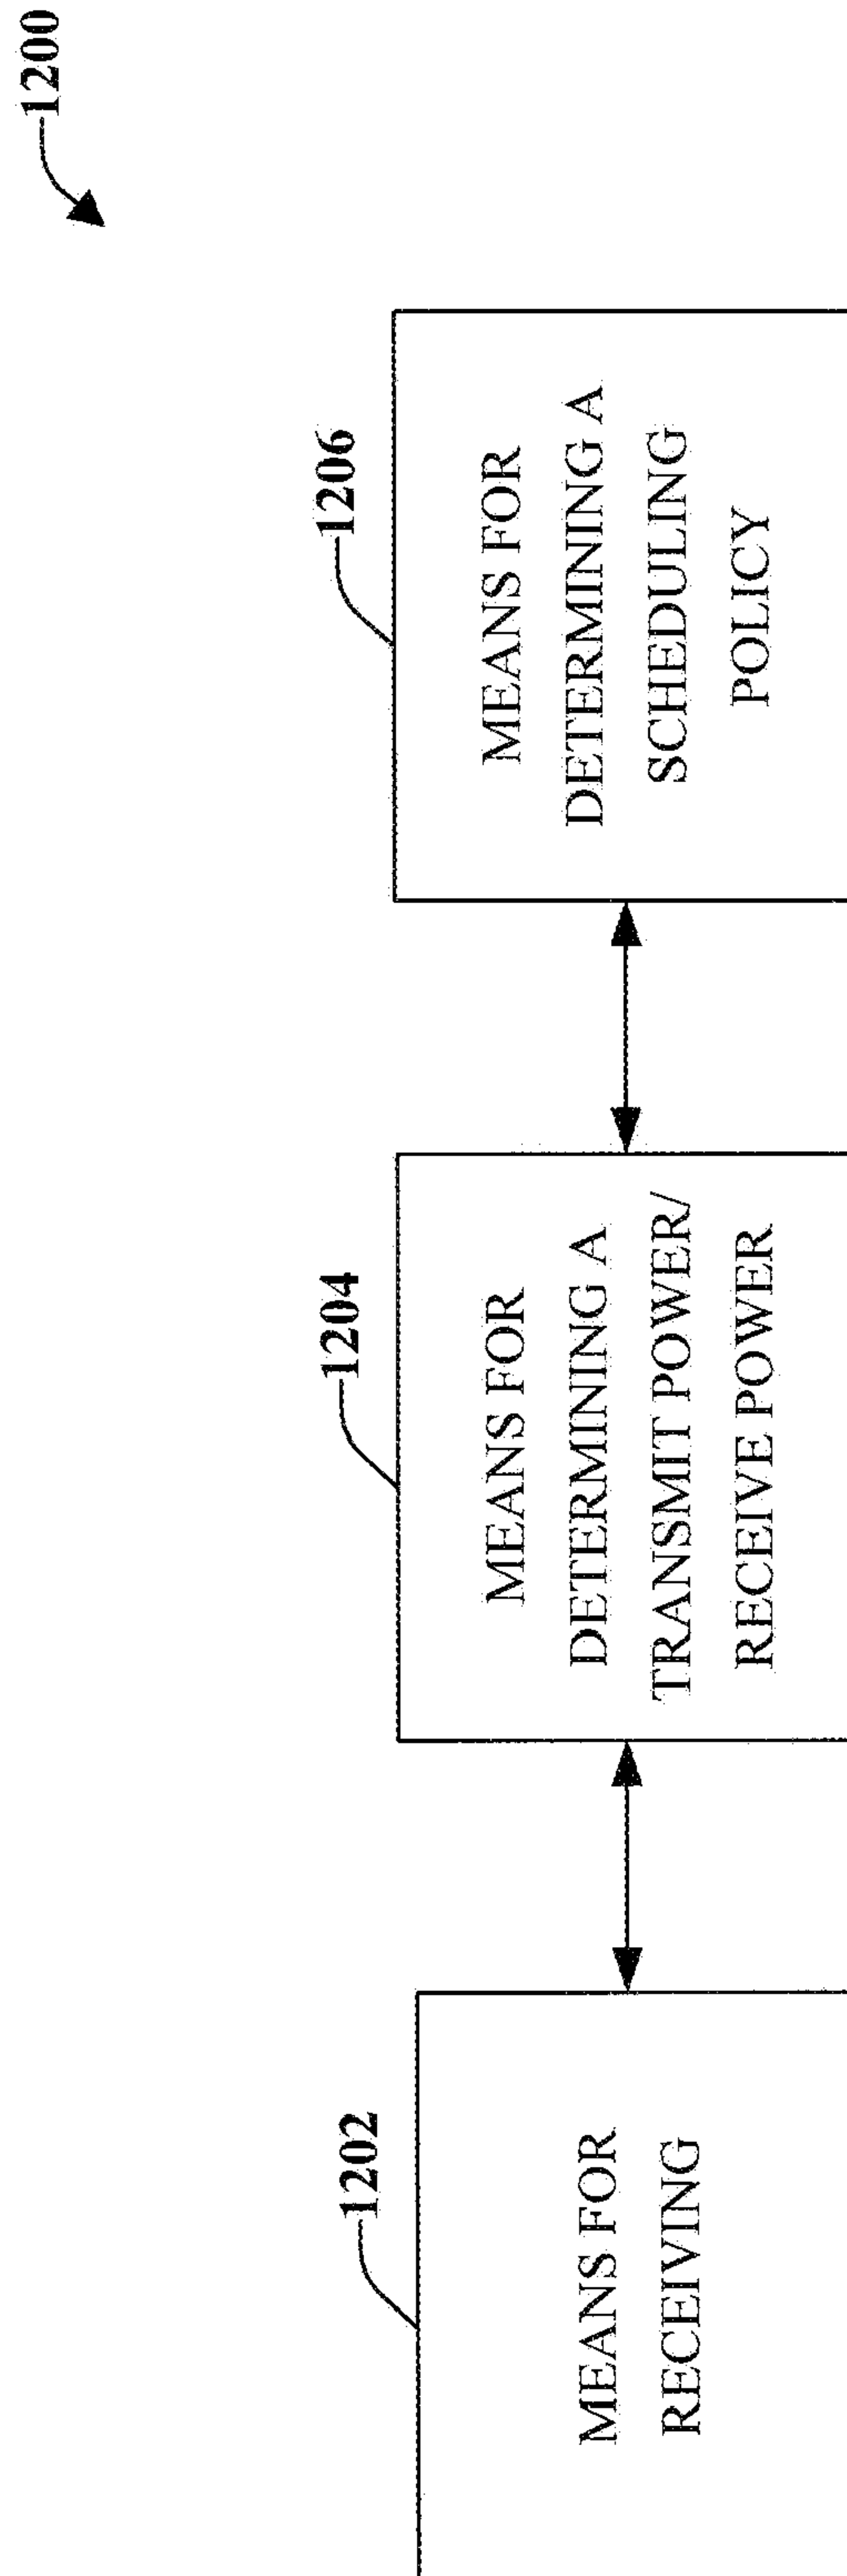 1200
1202
MEANS FOR
RECEIVING
1204
MEANS FOR
DETERMINING A
TRANSMIT POWER/
RECEIVE POWER
1206
MEANS FOR
DETERMINING A
SCHEDULING
POLICY